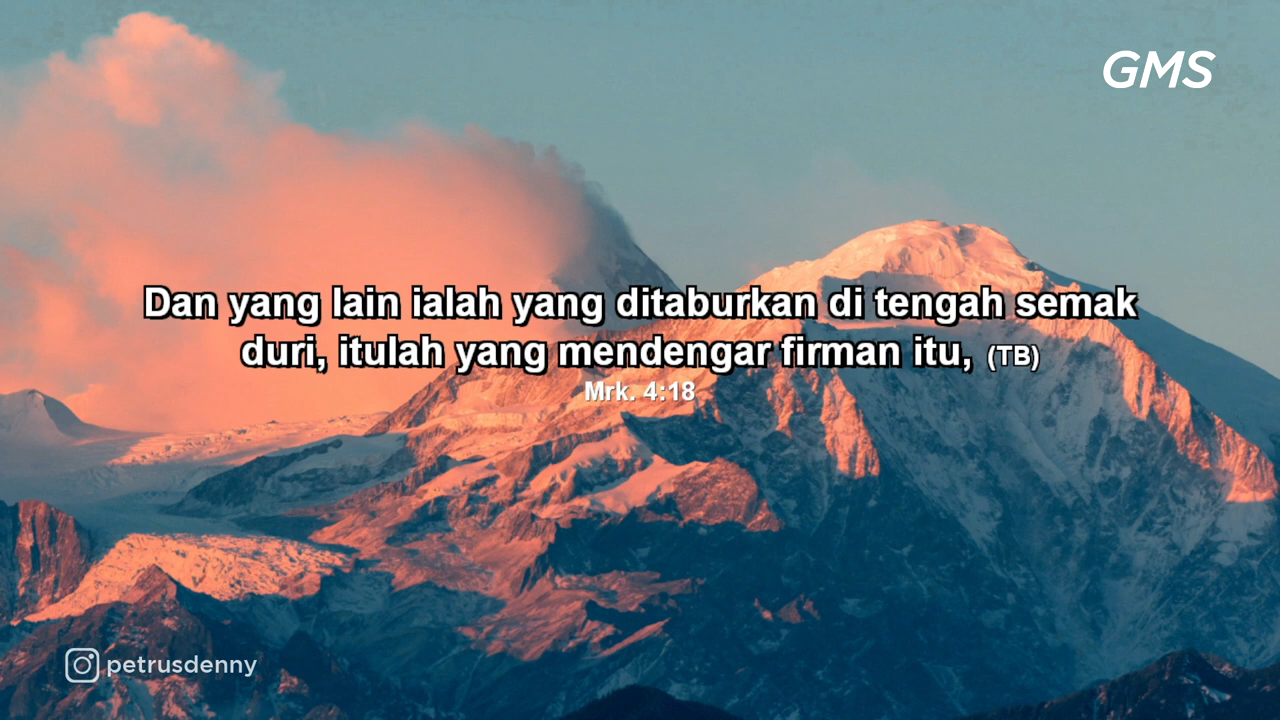 GMS
Dan yang lain ialah yang ditaburkan di tengah semak
duri, itulah yang mendengar firman itu, (TB)
Mrk. 4:18
petrusdenny